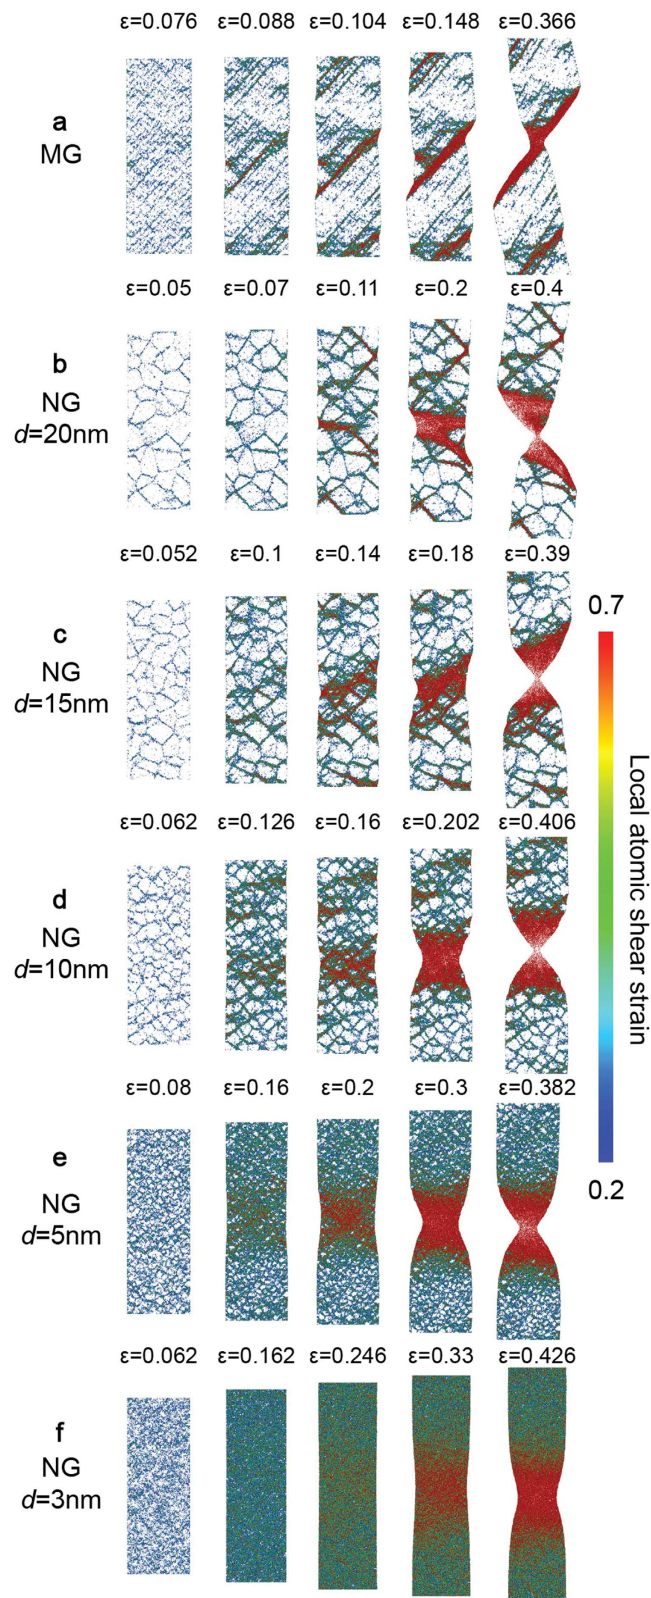 ε=0.076 ε=0.088 ε=0.104 ε=0.148 ε=0.366
a
MG
ε=0.05 ε=0.07 ε=0.11 ε=0.2 ε=0.4
b
NG
d=20nm
ε=0.052 ε=0.1 ε=0.14 ε=0.18 ε=0.39
c
NG
d=15nm
0.7
Local atomic shear strain
0.2
ε=0.062 ε=0.126 ε=0.16 ε=0.202 ε=0.406
d
NG
d=10nm
ε=0.08 ε=0.16 ε=0.2 ε=0.3 ε=0.382
e
NG
d=5nm
ε=0.062 ε=0.162 ε=0.246 ε=0.33 ε=0.426
f
NG
d=3nm